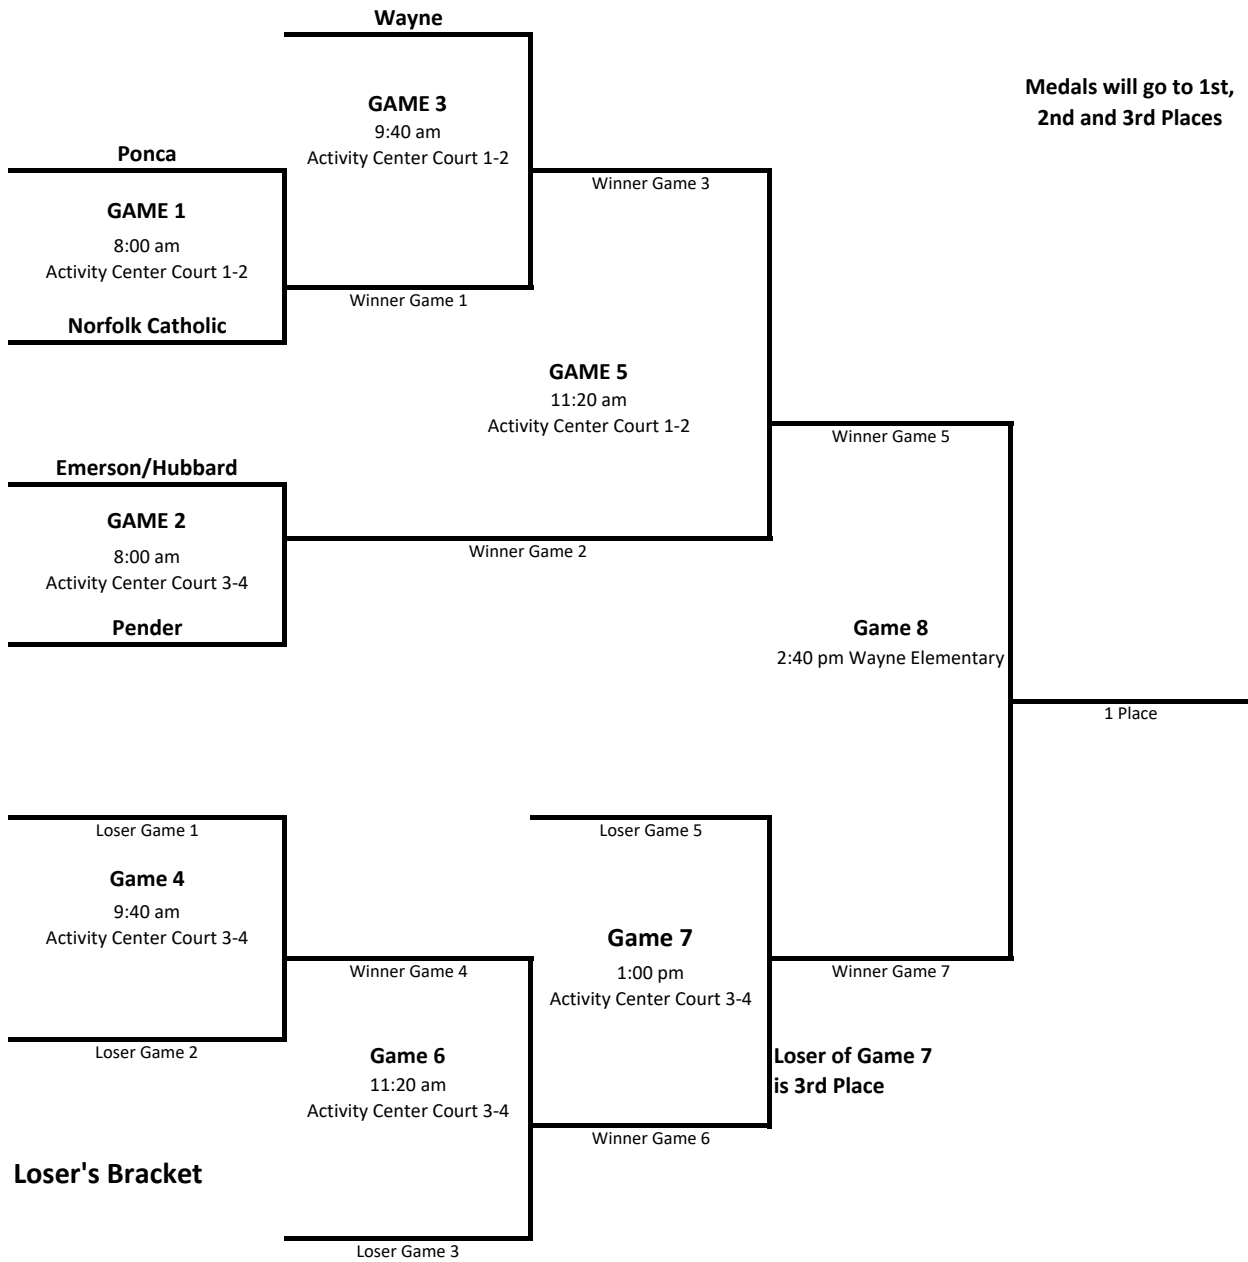 Wayne
GAME 3
9:40 am
Activity Center Court 1-2
Medals will go to 1st,
2nd and 3rd Places
Ponca
GAME 1
8:00 am
Activity Center Court 1-2
Winner Game 3
Winner Game 1
Norfolk Catholic
GAME 5
11:20 am
Activity Center Court 1-2
Winner Game 5
Emerson/Hubbard
GAME 2
8:00 am
Activity Center Court 3-4
Winner Game 2
Pender
Game 8
2:40 pm Wayne Elementary
1 Place
Loser Game 1
Game 4
9:40 am
Activity Center Court 3-4
Loser Game 5
Game 7
1:00 pm
Activity Center Court 3-4
Winner Game 4
Winner Game 7
Loser Game 2
Game 6
11:20 am
Activity Center Court 3-4
Loser of Game 7
is 3rd Place
Winner Game 6
Loser's Bracket
Loser Game 3